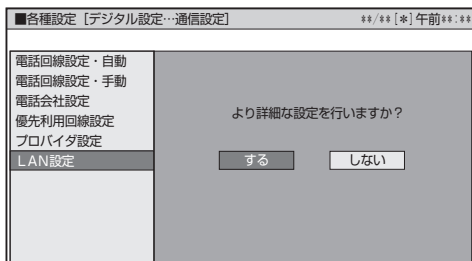 ■各種設定［デジタル設定…通信設定］ **/**[*]午前**:**
電話回線設定・自動
電話回線設定・手動
電話会社設定
優先利用回線設定
プロバイダ設定
LAN設定
より詳細な設定を行いますか？
する しない